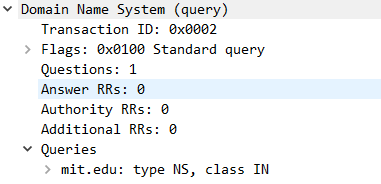 Domain Name System (query)
Transaction ID: 0x0002
Flags: 0x0100 Standard query
Questions: 1
Answer RRs: 0
Authority RRs: 0
Additional RRs: 0
Queries
mit.edu: type NS, class IN